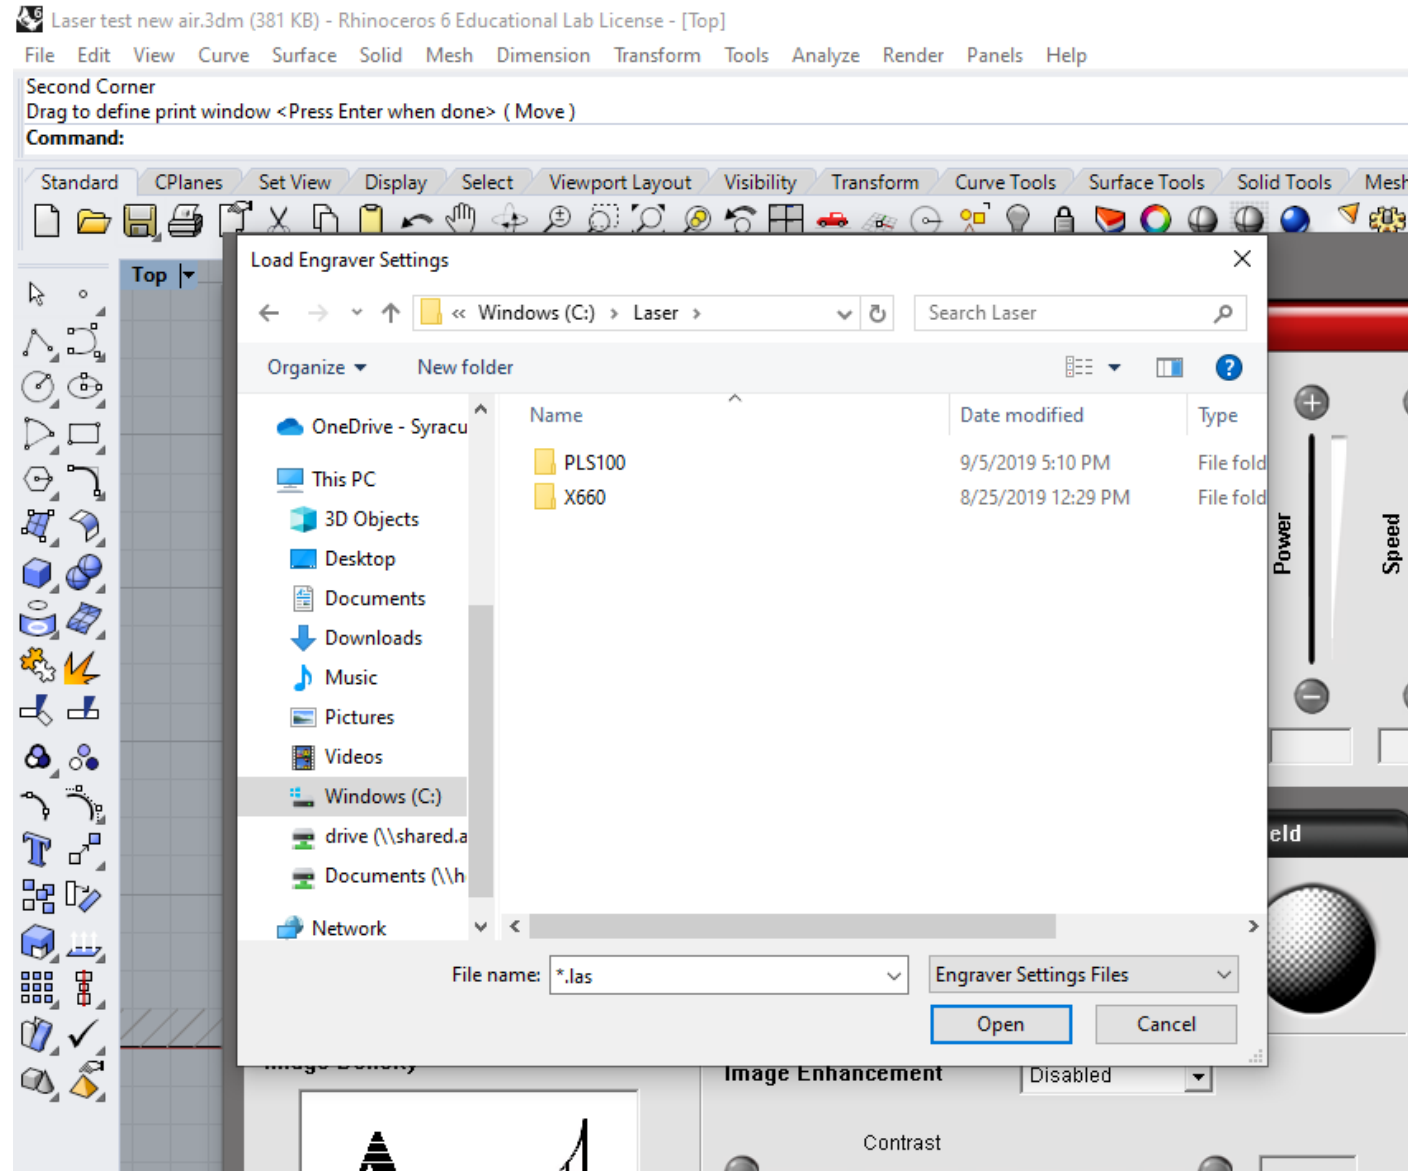 Laser test new air.3dm (381 KB) - Rhinoceros 6 Educational Lab License - [Top]
File Edit View Curve Surface Solid Mesh Dimension Transform Tools Analyze Render Panels Help
Second Corner
Drag to define print window <Press Enter when done> ( Move )
Command:
Standard CPlanes Set View Display Select Viewport Layout Visibility Transform Curve Tools Surface Tools Solid Tools Mesh
Top
Load Engraver Settings
« Windows (C:) › Laser ›
Search Laser
Organize New folder
Name Date modified Type
OneDrive - Syracu
This PC
3D Objects
Desktop
Documents
Downloads
Music
Pictures
Videos
Windows (C:)
drive (\\shared.a
Documents (\\h
Network
PLS100 9/5/2019 5:10 PM File fold
X660 8/25/2019 12:29 PM File fold
Power
Speed
eld
File name: *.las
Engraver Settings Files
Open Cancel
Image Density
Image Enhancement Disabled
Contrast